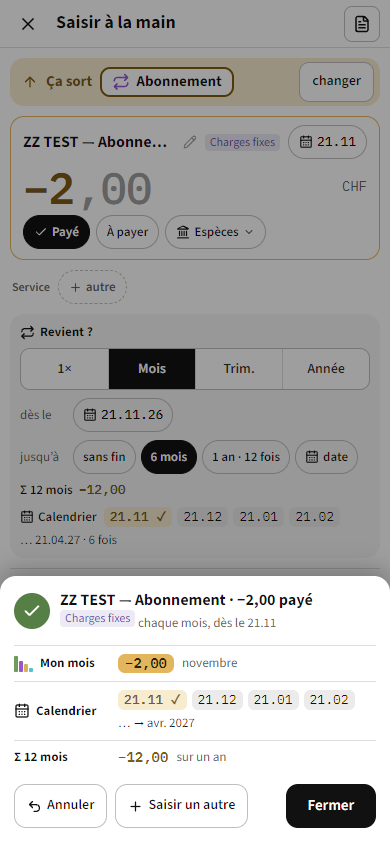 Saisir à la main
Ça sort Abonnement changer
ZZ TEST — Abonne… Charges fixes 21.11
−2,00 CHF
Payé À payer Espèces
Service + autre
Revient ?
1× Mois Trim. Année
dès le 21.11.26
jusqu'à sans fin 6 mois 1 an · 12 fois date
Σ 12 mois −12,00
Calendrier 21.11 ✓ 21.12 21.01 21.02
… 21.04.27 · 6 fois
ZZ TEST — Abonnement · −2,00 payé
Charges fixes chaque mois, dès le 21.11
Mon mois −2,00 novembre
Calendrier 21.11 ✓ 21.12 21.01 21.02
… → avr. 2027
Σ 12 mois −12,00 sur un an
Annuler + Saisir un autre Fermer